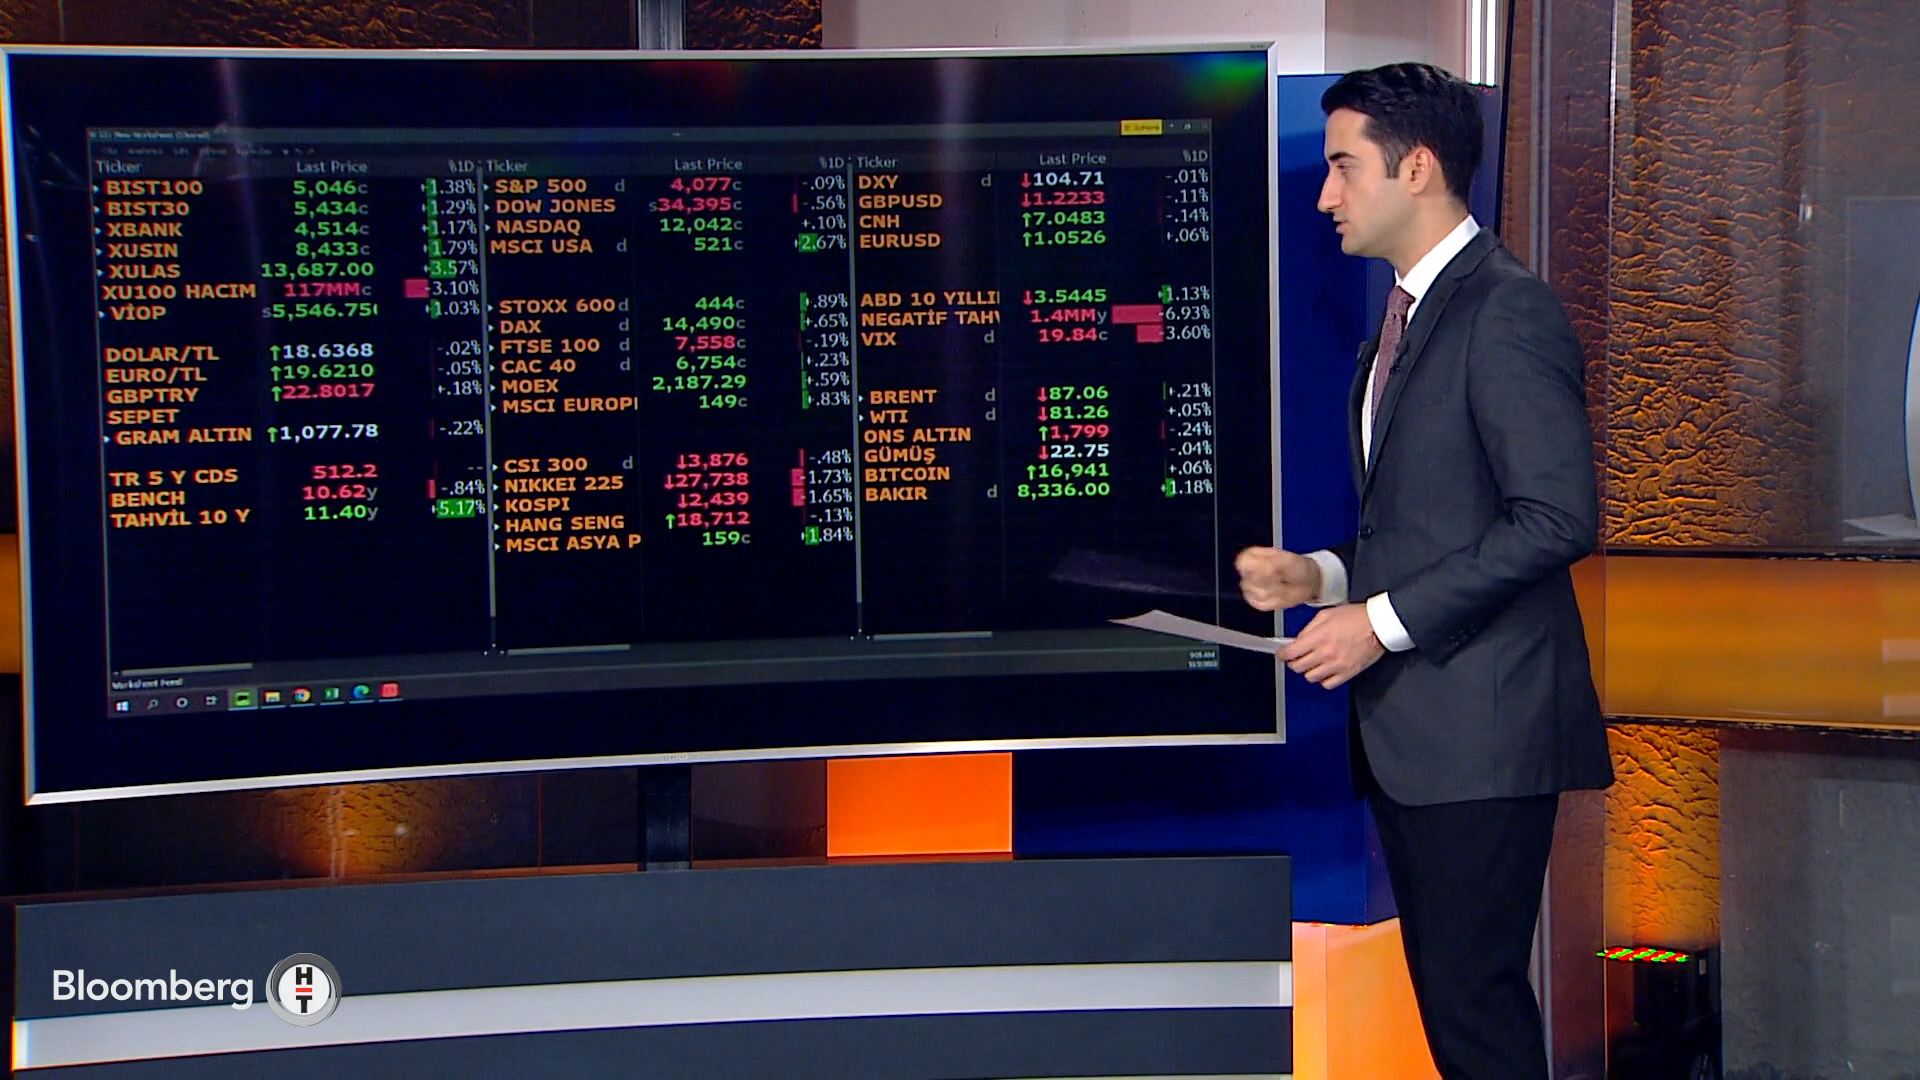 Ticker Last Price %1D
BIST100 5,046c +1.38%
BIST30 5,434c +1.29%
XBANK 4,514c +1.17%
XUSIN 8,433c +1.79%
XULAS 13,687.00 +3.57%
XU100 HACIM 117MMc -3.10%
VİOP s5,546.75 +1.03%
DOLAR/TL ↑18.6368 -.02%
EURO/TL ↑19.6210 -.05%
GBPTRY ↑22.8017 +.18%
SEPET
GRAM ALTIN ↑1,077.78 -.22%
TR 5 Y CDS 512.2 --
BENCH 10.62y -.84%
TAHVİL 10 Y 11.40y +5.17%
Ticker Last Price %1D
S&P 500 d 4,077c -.09%
DOW JONES s34,395c -.56%
NASDAQ 12,042c +.10%
MSCI USA d 521c +2.67%
STOXX 600 d 444c +.89%
DAX d 14,490c +.65%
FTSE 100 d 7,558c -.19%
CAC 40 d 6,754c +.23%
MOEX 2,187.29 +.59%
MSCI EUROP 149c +.83%
CSI 300 d ↓3,876 -.48%
NIKKEI 225 ↓27,738 -1.73%
KOSPI ↓2,439 -1.65%
HANG SENG ↑18,712 -.13%
MSCI ASYA P 159c +1.84%
Ticker Last Price %1D
DXY d ↓104.71 -.01%
GBPUSD ↓1.2233 -.11%
CNH ↑7.0483 -.14%
EURUSD ↑1.0526 +.06%
ABD 10 YILLI ↓3.5445 +1.13%
NEGATİF TAHV 1.4MMy -6.93%
VIX d 19.84c -3.60%
BRENT d ↓87.06 +.21%
WTI d ↓81.26 +.05%
ONS ALTIN ↑1,799 -.24%
GÜMÜŞ ↓22.75 -.04%
BITCOIN ↑16,941 +.06%
BAKIR d 8,336.00 +1.18%
Worksheet Feed
Bloomberg HT